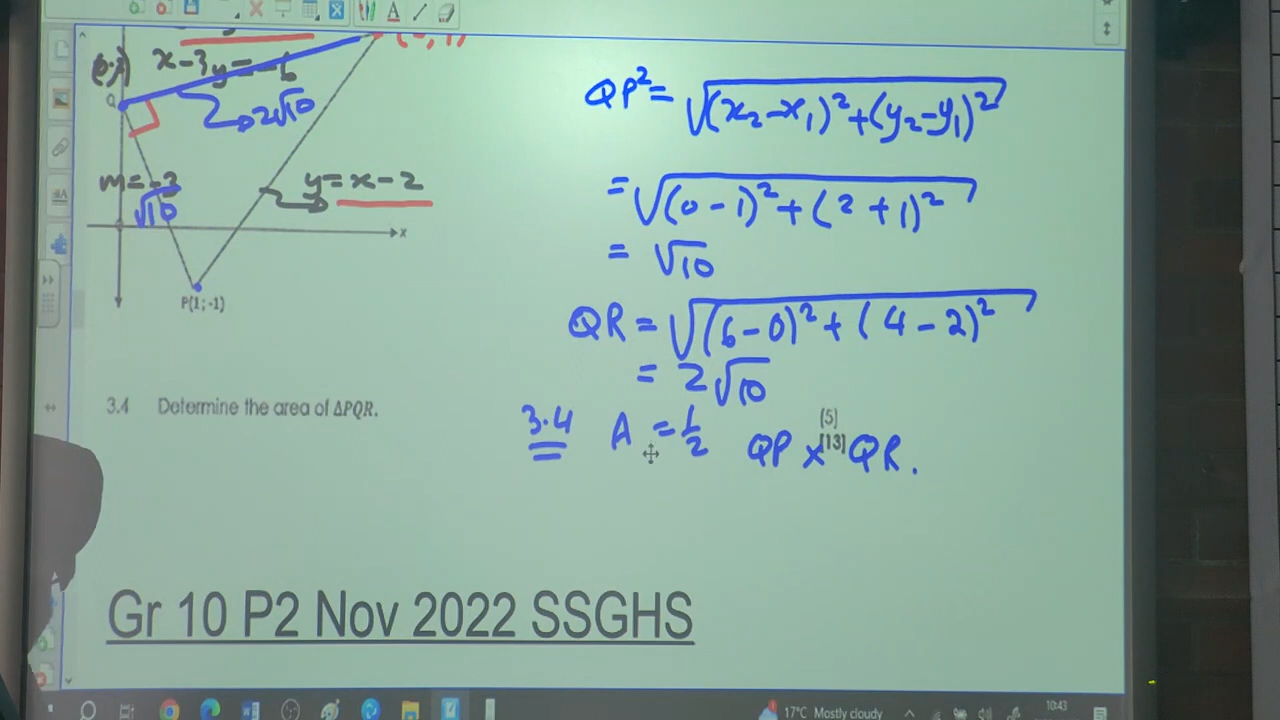 x-3y=-6
Q
2√10
m=-3
√10
y=x-2
x
P(1;-1)
QP²=√(x₂-x₁)²+(y₂-y₁)²
=√(0-1)²+(2+1)²
= √10
QR=√(6-0)²+(4-2)²
= 2√10
3.4 Determine the area of ΔPQR.
(5)
[13]
3.4 A = 1/2 QP × QR.
Gr 10 P2 Nov 2022 SSGHS
17°C Mostly cloudy
10:43